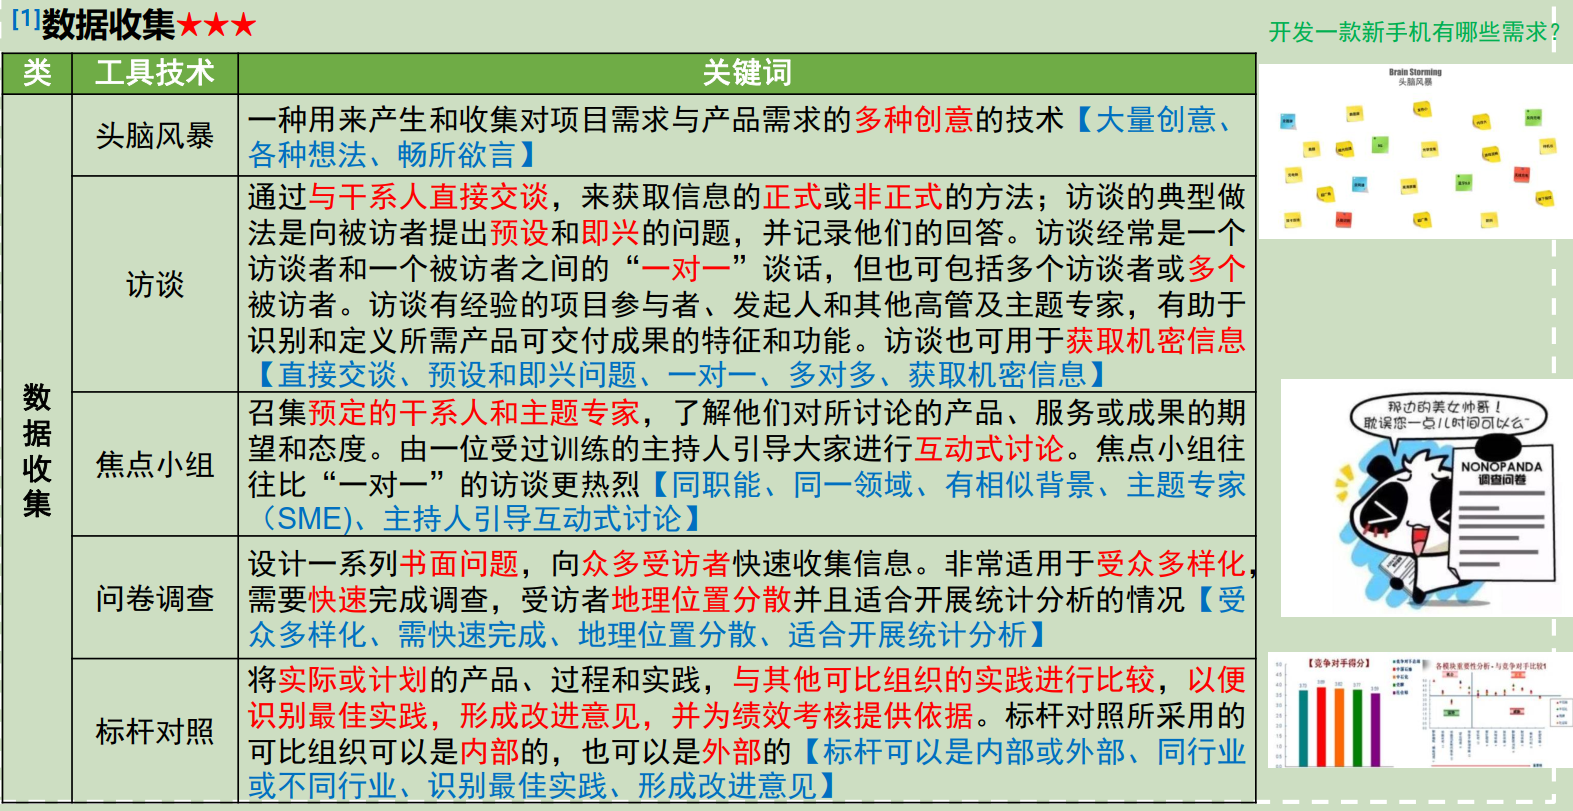 [1]数据收集★★★
开发一款新手机有哪些需求?
类 工具技术 关键词
数据收集
头脑风暴
一种用来产生和收集对项目需求与产品需求的多种创意的技术【大量创意、
各种想法、畅所欲言】
访谈
通过与干系人直接交谈，来获取信息的正式或非正式的方法；访谈的典型做
法是向被访者提出预设和即兴的问题，并记录他们的回答。访谈经常是一个
访谈者和一个被访者之间的“一对一”谈话，但也可包括多个访谈者或多个
被访者。访谈有经验的项目参与者、发起人和其他高管及主题专家，有助于
识别和定义所需产品可交付成果的特征和功能。访谈也可用于获取机密信息
【直接交谈、预设和即兴问题、一对一、多对多、获取机密信息】
焦点小组
召集预定的干系人和主题专家，了解他们对所讨论的产品、服务或成果的期
望和态度。由一位受过训练的主持人引导大家进行互动式讨论。焦点小组往
往比“一对一”的访谈更热烈【同职能、同一领域、有相似背景、主题专家
（SME)、主持人引导互动式讨论】
问卷调查
设计一系列书面问题，向众多受访者快速收集信息。非常适用于受众多样化，
需要快速完成调查，受访者地理位置分散并且适合开展统计分析的情况【受
众多样化、需快速完成、地理位置分散、适合开展统计分析】
标杆对照
将实际或计划的产品、过程和实践，与其他可比组织的实践进行比较，以便
识别最佳实践，形成改进意见，并为绩效考核提供依据。标杆对照所采用的
可比组织可以是内部的，也可以是外部的【标杆可以是内部或外部、同行业
或不同行业、识别最佳实践、形成改进意见】
Brain Storming
头脑风暴
那边的美女帅哥！
耽误您一点儿时间可以么~
NONOPANDA
调查问卷
【竞争对手得分】
各模块重要性分析-与竞争对手比较1